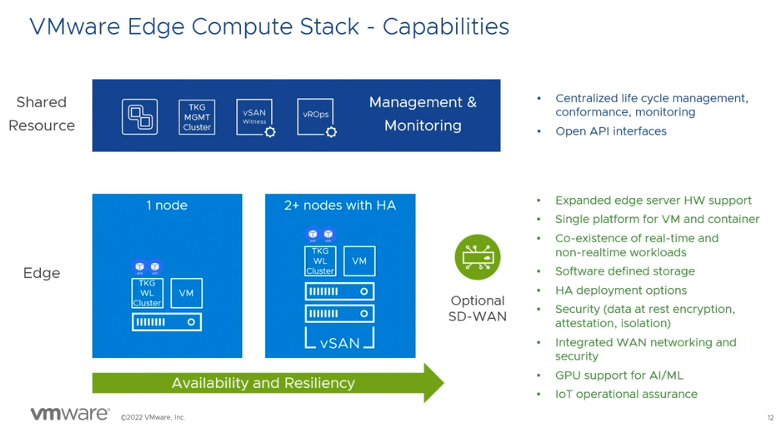 VMware Edge Compute Stack - Capabilities
Shared
Resource
TKG
MGMT
Cluster
vSAN
Witness
vROps
Management &
Monitoring
• Centralized life cycle management,
conformance, monitoring
• Open API interfaces
Edge
1 node
TKG
WL
Cluster
VM
2+ nodes with HA
TKG
WL
Cluster
VM
vSAN
Optional
SD-WAN
• Expanded edge server HW support
• Single platform for VM and container
• Co-existence of real-time and
non-realtime workloads
• Software defined storage
• HA deployment options
• Security (data at rest encryption,
attestation, isolation)
• Integrated WAN networking and
security
• GPU support for AI/ML
• IoT operational assurance
Availability and Resiliency
vmware®
©2022 VMware, Inc.
12